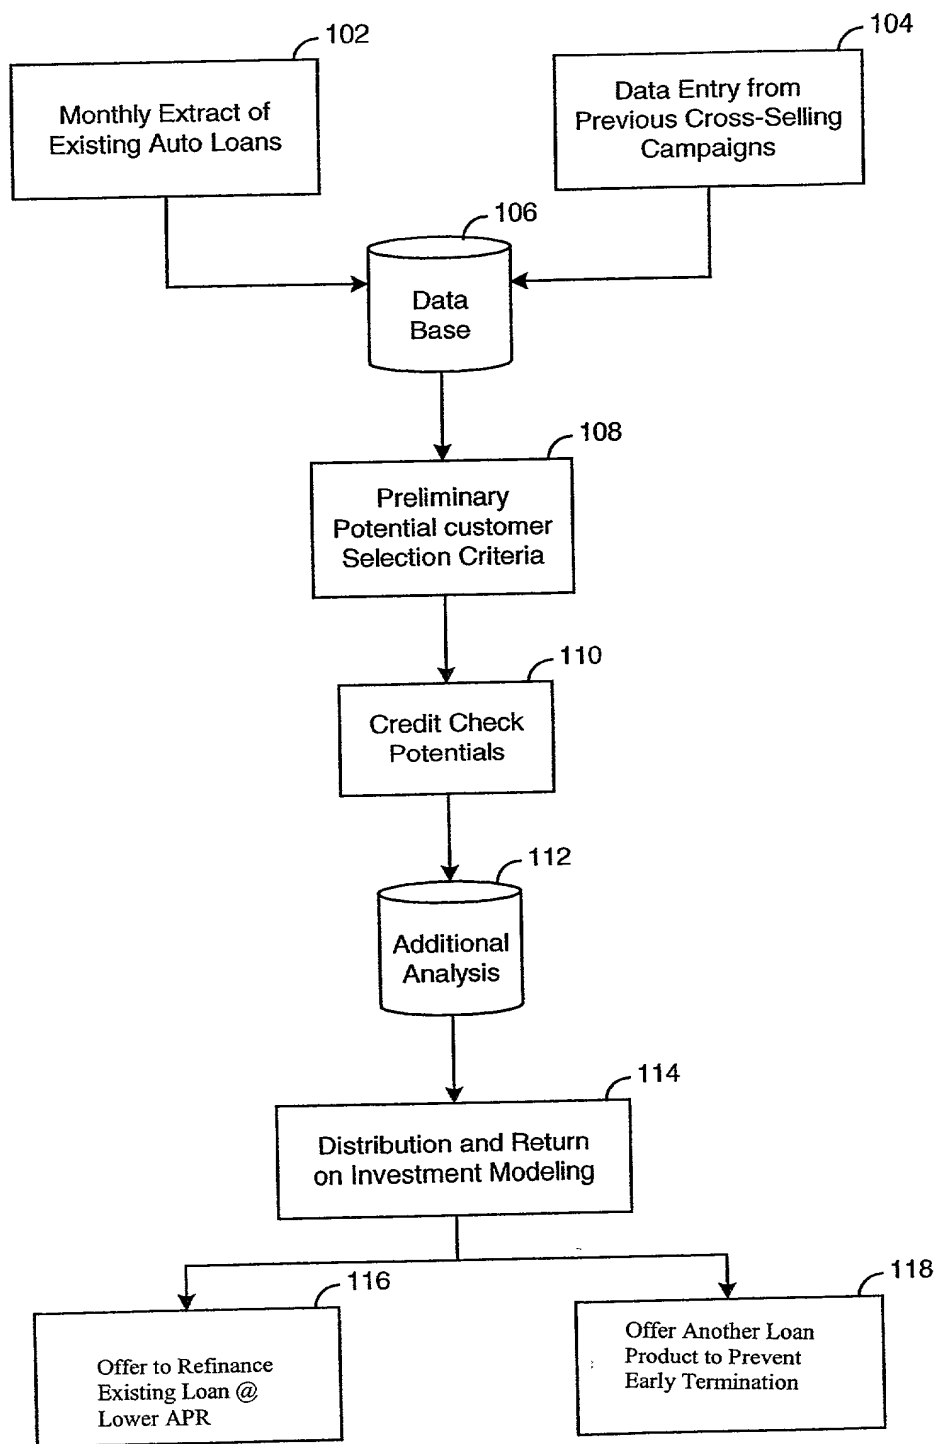 102
Monthly Extract of
Existing Auto Loans
104
Data Entry from
Previous Cross-Selling
Campaigns
106
Data
Base
108
Preliminary
Potential customer
Selection Criteria
110
Credit Check
Potentials
112
Additional
Analysis
114
Distribution and Return
on Investment Modeling
116
Offer to Refinance
Existing Loan @
Lower APR
118
Offer Another Loan
Product to Prevent
Early Termination